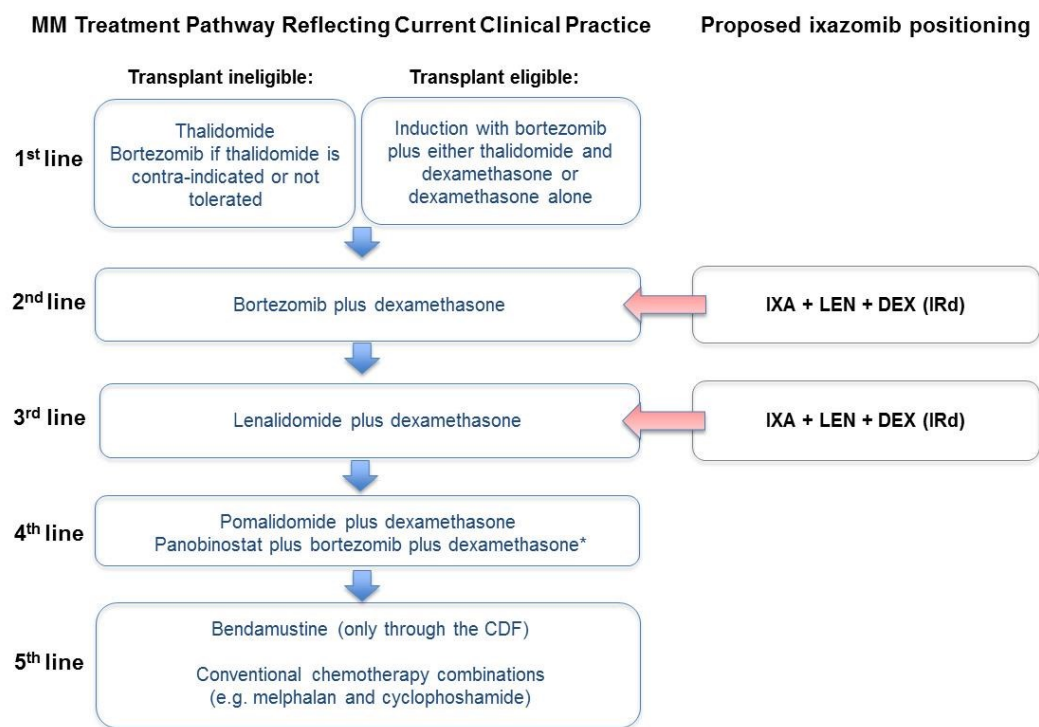 MM Treatment Pathway Reflecting Current Clinical Practice
Proposed ixazomib positioning
Transplant ineligible:
Transplant eligible:
1st line
Thalidomide
Bortezomib if thalidomide is
contra-indicated or not
tolerated
Induction with bortezomib
plus either thalidomide and
dexamethasone or
dexamethasone alone
2nd line
Bortezomib plus dexamethasone
IXA + LEN + DEX (IRd)
3rd line
Lenalidomide plus dexamethasone
IXA + LEN + DEX (IRd)
4th line
Pomalidomide plus dexamethasone
Panobinostat plus bortezomib plus dexamethasone*
5th line
Bendamustine (only through the CDF)
Conventional chemotherapy combinations
(e.g. melphalan and cyclophoshamide)